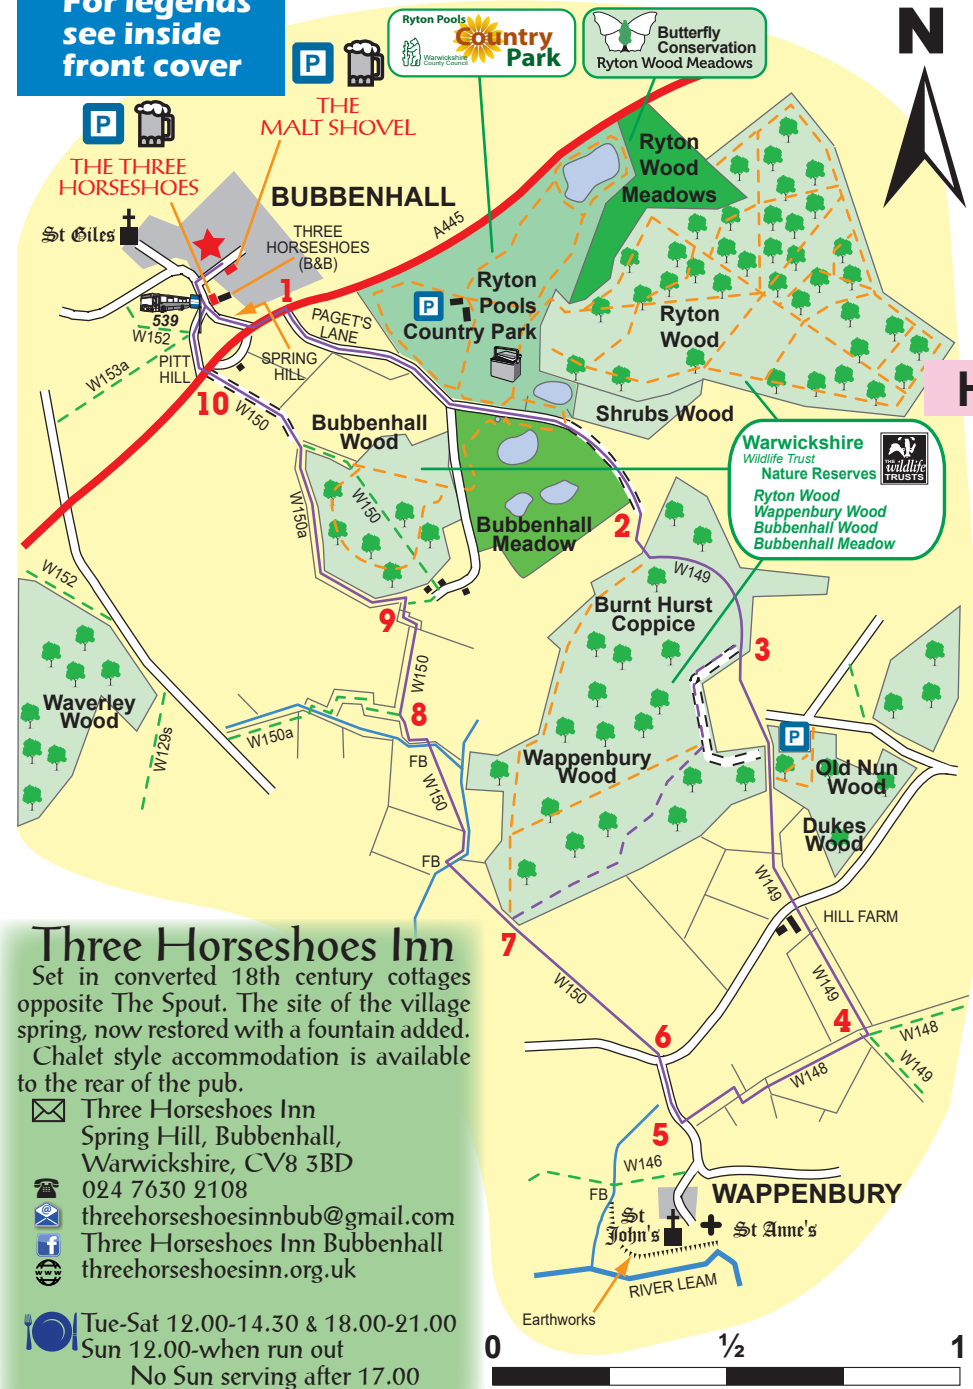 For legends
see inside
front cover
P
P
THE
MALT SHOVEL
THE THREE
HORSESHOES
Ryton Pools
Country
Park
Warwickshire
County Council
Butterfly
Conservation
Ryton Wood Meadows
N
BUBBENHALL
St Giles
THREE
HORSESHOES
(B&B)
A445
Ryton
Wood
Meadows
539
1
PAGET'S
LANE
P
Ryton
Pools
Country Park
Ryton
Wood
W152
W153a
PITT
HILL
SPRING
HILL
10
W150
Bubbenhall
Wood
Shrubs Wood
H
Warwickshire
Wildlife Trust
Nature Reserves
THE
wildlife
TRUSTS
Ryton Wood
Wappenbury Wood
Bubbenhall Wood
Bubbenhall Meadow
W150a
W150
Bubbenhall
Meadow
2
W149
W152
Burnt Hurst
Coppice
9
3
W150
Waverley
Wood
W129s
W150a
8
FB
W150
P
Wappenbury
Wood
Old Nun
Wood
Dukes
Wood
FB
W149
HILL FARM
7
W150
W149
4
W148
W149
6
W148
5
W146
FB
WAPPENBURY
St
John's
St Anne's
RIVER LEAM
Earthworks
0
½
1
Three Horseshoes Inn
Set in converted 18th century cottages
opposite The Spout. The site of the village
spring, now restored with a fountain added.
Chalet style accommodation is available
to the rear of the pub.
Three Horseshoes Inn
Spring Hill, Bubbenhall,
Warwickshire, CV8 3BD
024 7630 2108
threehorseshoesinnbub@gmail.com
f
Three Horseshoes Inn Bubbenhall
www
threehorseshoesinn.org.uk
Tue-Sat 12.00-14.30 & 18.00-21.00
Sun 12.00-when run out
No Sun serving after 17.00